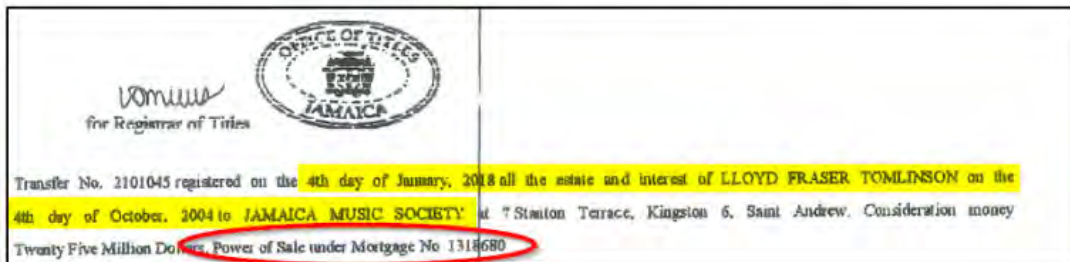 OFFICE OF TITLES
JAMAICA
for Registrar of Titles
Transfer No. 2101045 registered on the 4th day of January, 2018 all the estate and interest of LLOYD FRASER TOMLINSON on the
4th day of October, 2004 to JAMAICA MUSIC SOCIETY at 7 Stanton Terrace, Kingston 6, Saint Andrew. Consideration money
Twenty Five Million Dollars, Power of Sale under Mortgage No 1318680